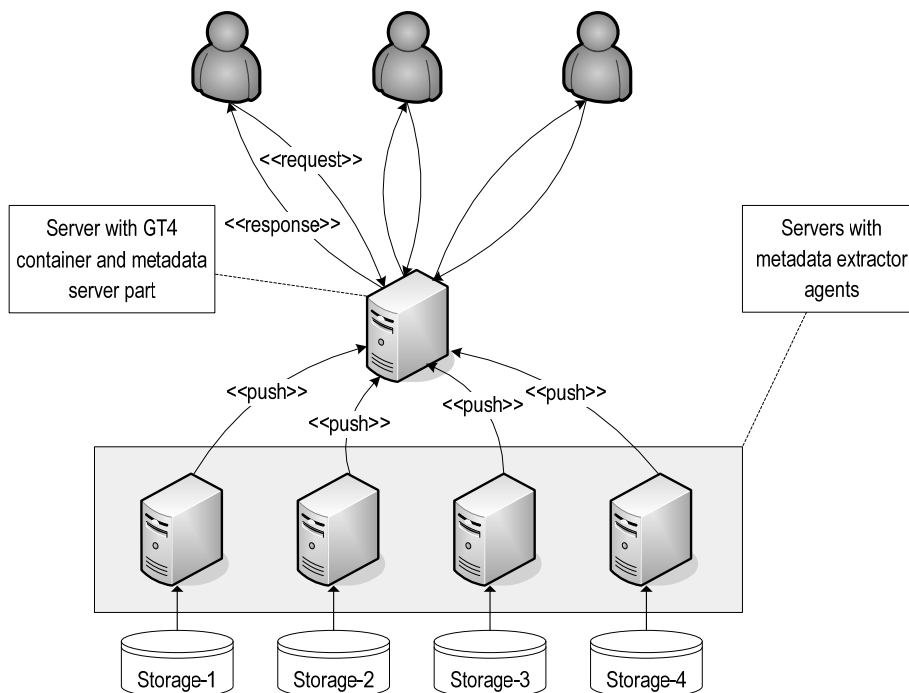 <<request>>
<<response>>
Server with GT4
container and metadata
server part
Servers with
metadata extractor
agents
<<push>>
<<push>>
<<push>>
<<push>>
Storage-1
Storage-2
Storage-3
Storage-4